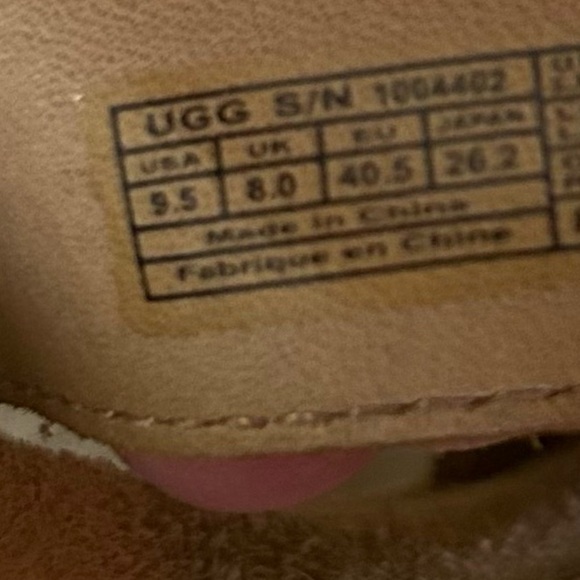 UGG S/N 1004402
USA UK EU JAPAN
9.5 8.0 40.5 26.2
Made in China
Fabrique en Chine